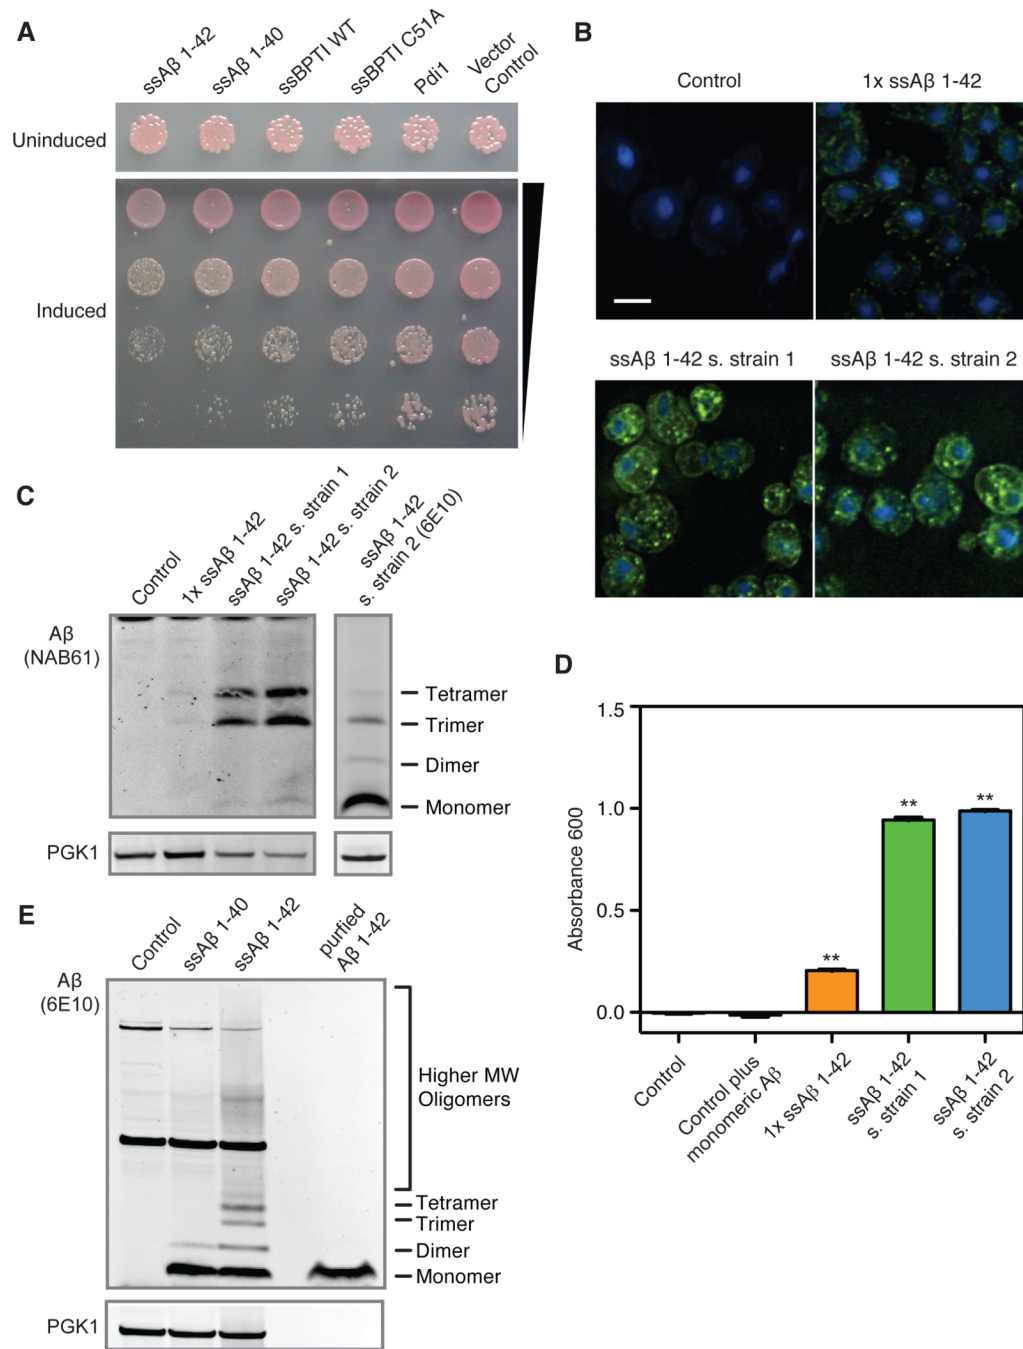 A
ssAβ 1-42
ssAβ 1-40
ssBPTI WT
ssBPTI C51A
Pdi1
Vector
Control
Uninduced
Induced
B
Control
1x ssAβ 1-42
ssAβ 1-42 s. strain 1
ssAβ 1-42 s. strain 2
C
Control
1x ssAβ 1-42
ssAβ 1-42 s. strain 1
ssAβ 1-42 s. strain 2
ssAβ 1-42
s. strain 2 (6E10)
Aβ
(NAB61)
Tetramer
Trimer
Dimer
Monomer
PGK1
D
Absorbance 600
1.5
1.0
0.5
0.0
**
**
**
Control
Control plus
monomeric Aβ
1x ssAβ 1-42
ssAβ 1-42
s. strain 1
ssAβ 1-42
s. strain 2
E
Control
ssAβ 1-40
ssAβ 1-42
purfied
Aβ 1-42
Aβ
(6E10)
Higher MW
Oligomers
Tetramer
Trimer
Dimer
Monomer
PGK1